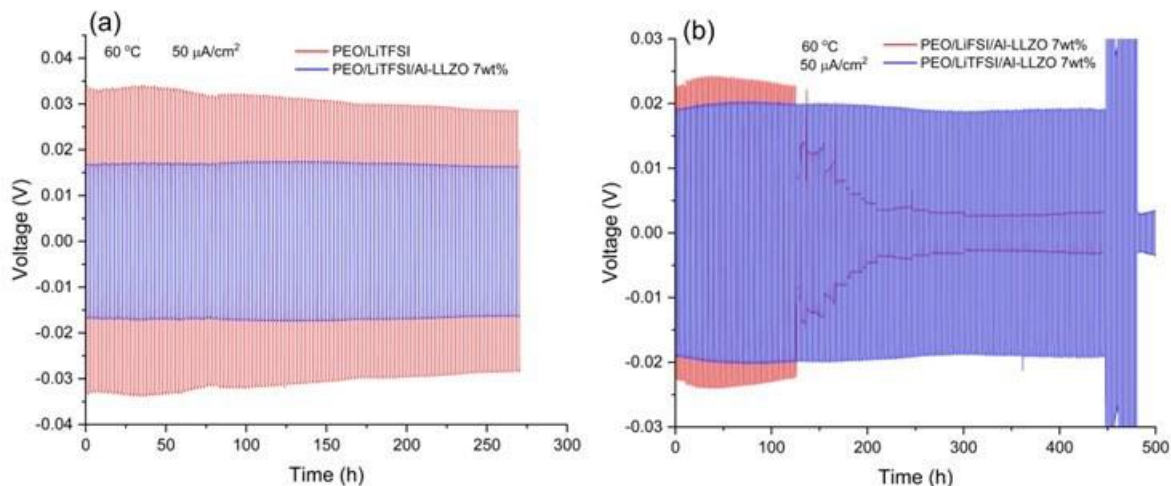 (a)
60 °C 50 μA/cm²
PEO/LiTFSI
PEO/LiTFSI/Al-LLZO 7wt%
Voltage (V)
0.04
0.03
0.02
0.01
0.00
-0.01
-0.02
-0.03
-0.04
0 50 100 150 200 250 300
Time (h)
(b)
60 °C
50 μA/cm²
PEO/LiFSI/Al-LLZO 7wt%
PEO/LiTFSI/Al-LLZO 7wt%
Voltage (V)
0.03
0.02
0.01
0.00
-0.01
-0.02
-0.03
0 100 200 300 400 500
Time (h)